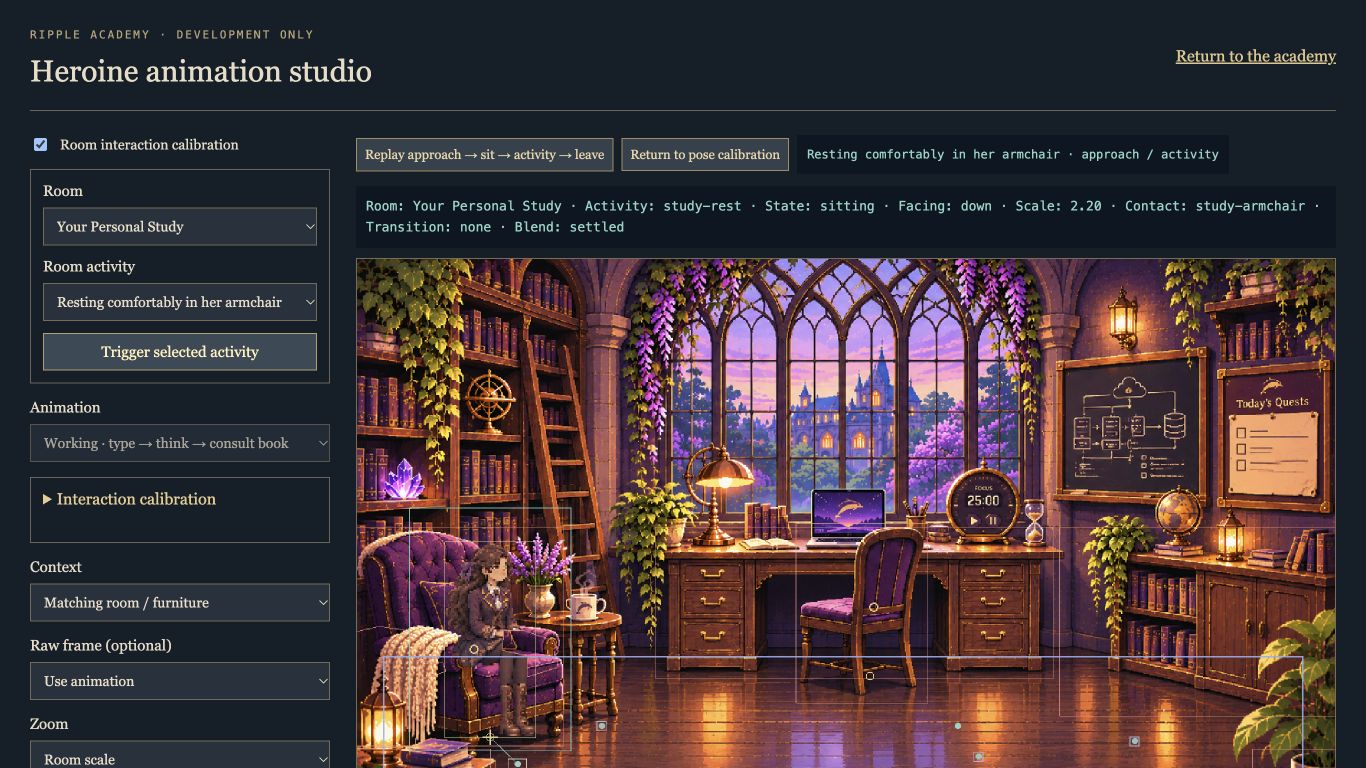 RIPPLE ACADEMY · DEVELOPMENT ONLY
Heroine animation studio
Return to the academy
Room interaction calibration
Room
Your Personal Study
Room activity
Resting comfortably in her armchair
Trigger selected activity
Animation
Working · type → think → consult book
Interaction calibration
Context
Matching room / furniture
Raw frame (optional)
Use animation
Zoom
Room scale
Replay approach → sit → activity → leave
Return to pose calibration
Resting comfortably in her armchair · approach / activity
Room: Your Personal Study · Activity: study-rest · State: sitting · Facing: down · Scale: 2.20 · Contact: study-armchair ·
Transition: none · Blend: settled
Today's Quests
FOCUS
25:00